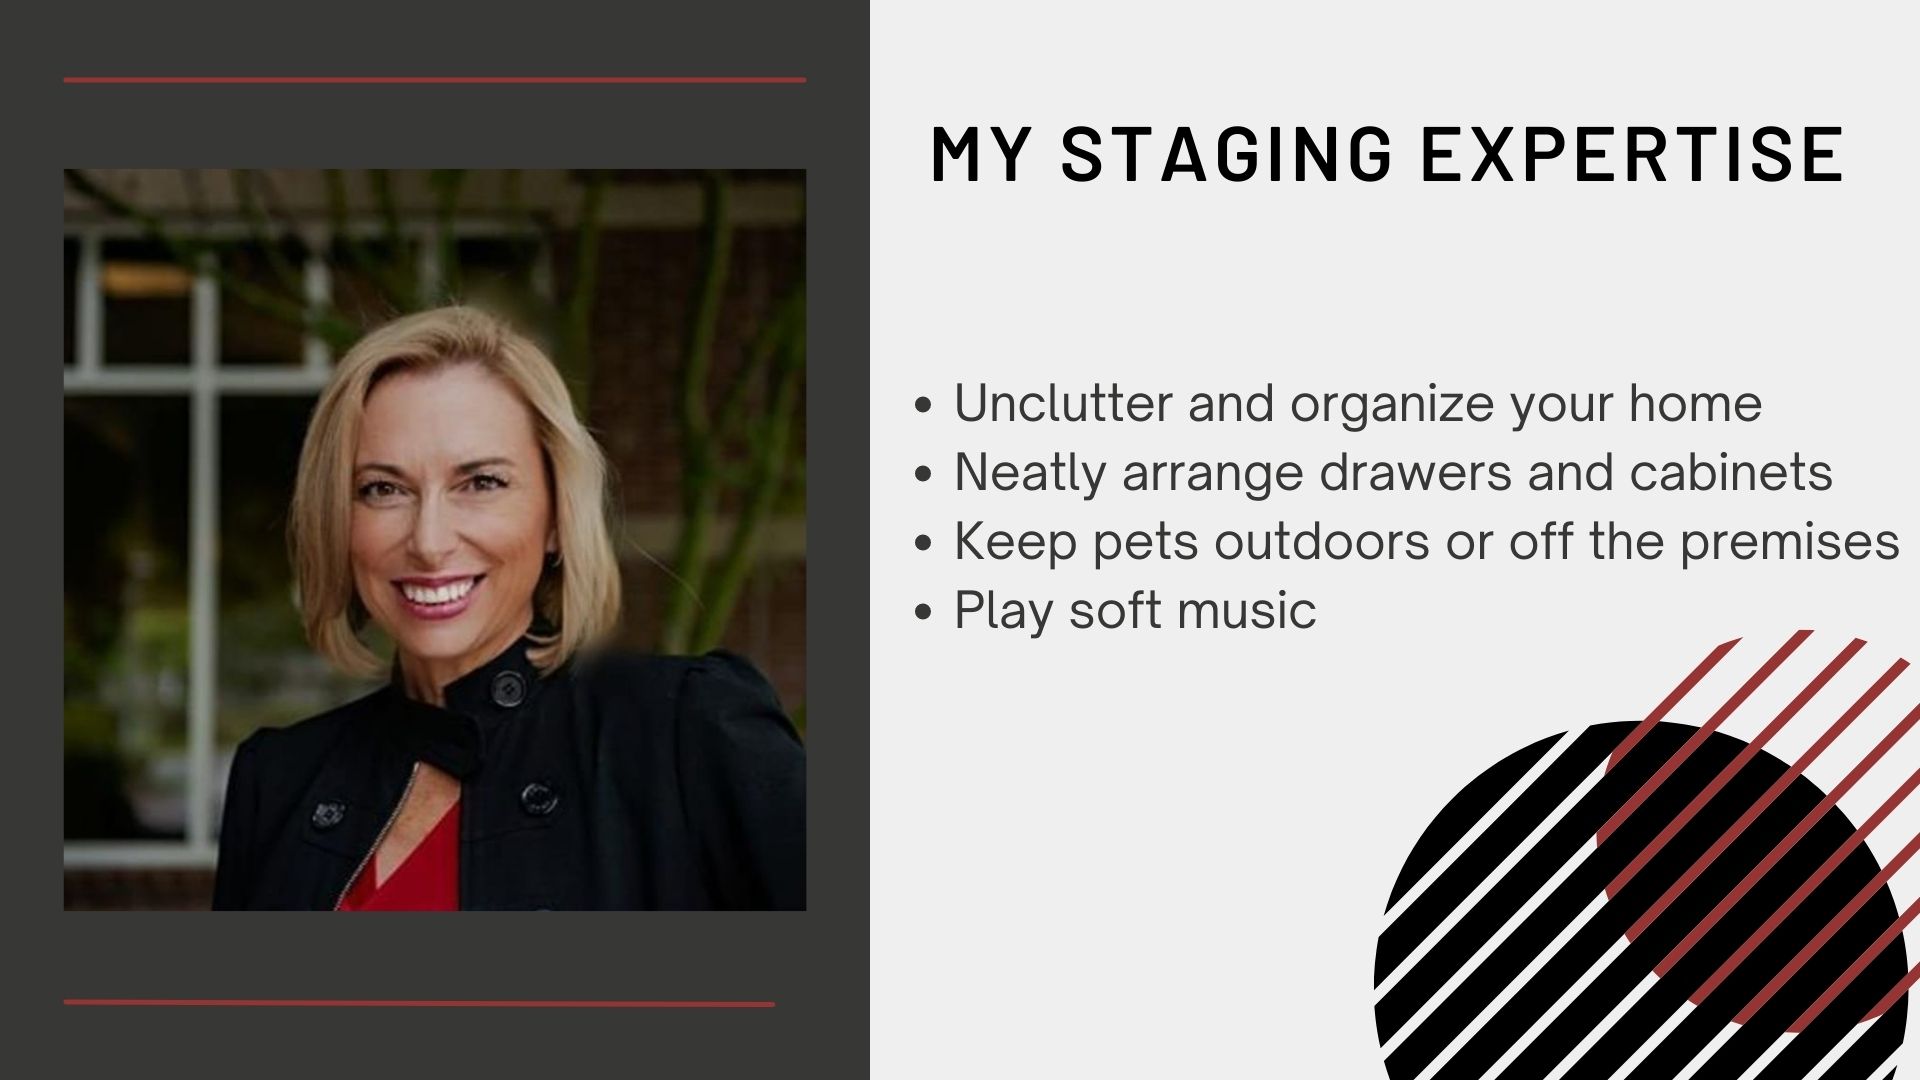 MY STAGING EXPERTISE
• Unclutter and organize your home
• Neatly arrange drawers and cabinets
• Keep pets outdoors or off the premises
• Play soft music